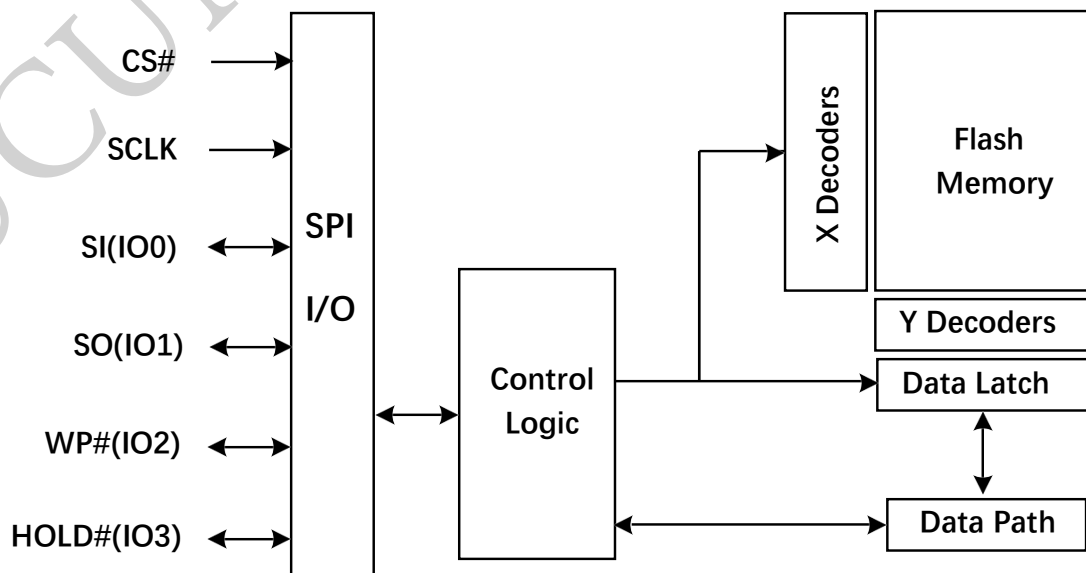 CS#
SCLK
SI(IO0)
SO(IO1)
WP#(IO2)
HOLD#(IO3)
SPI
I/O
Control
Logic
X Decoders
Flash
Memory
Y Decoders
Data Latch
Data Path